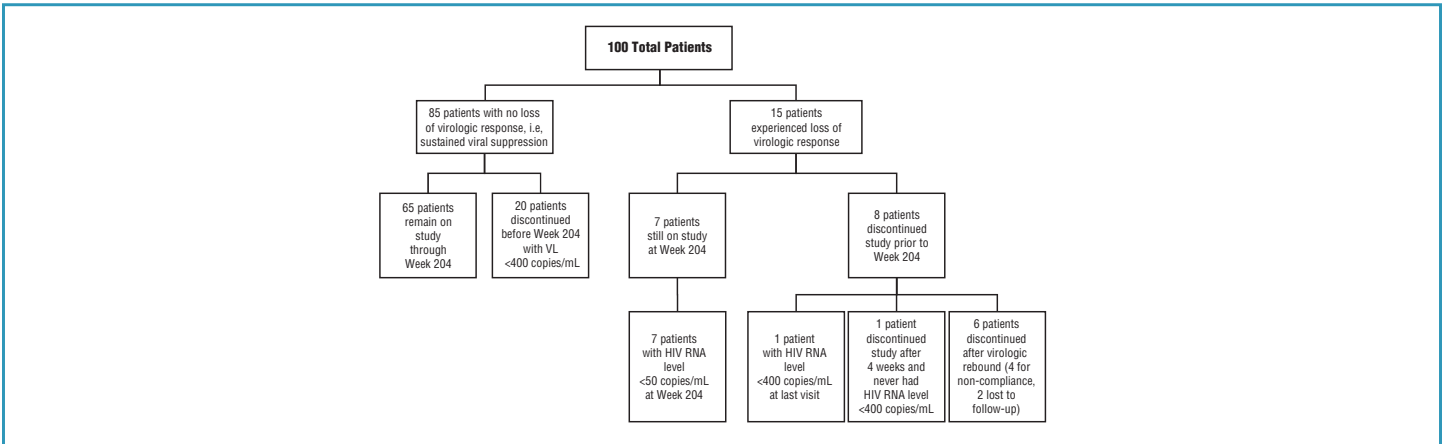 100 Total Patients
85 patients with no loss
of virologic response, i.e,
sustained viral suppression
15 patients
experienced loss of
virologic response
65 patients
remain on
study
through
Week 204
20 patients
discontinued
before Week 204
with VL
<400 copies/mL
7 patients
still on study
at Week 204
8 patients
discontinued
study prior to
Week 204
7 patients
with HIV RNA
level
<50 copies/mL
at Week 204
1 patient
with HIV RNA
level
<400 copies/mL
at last visit
1 patient
discontinued
study after
4 weeks and
never had
HIV RNA level
<400 copies/mL
6 patients
discontinued
after virologic
rebound (4 for
non-compliance,
2 lost to
follow-up)